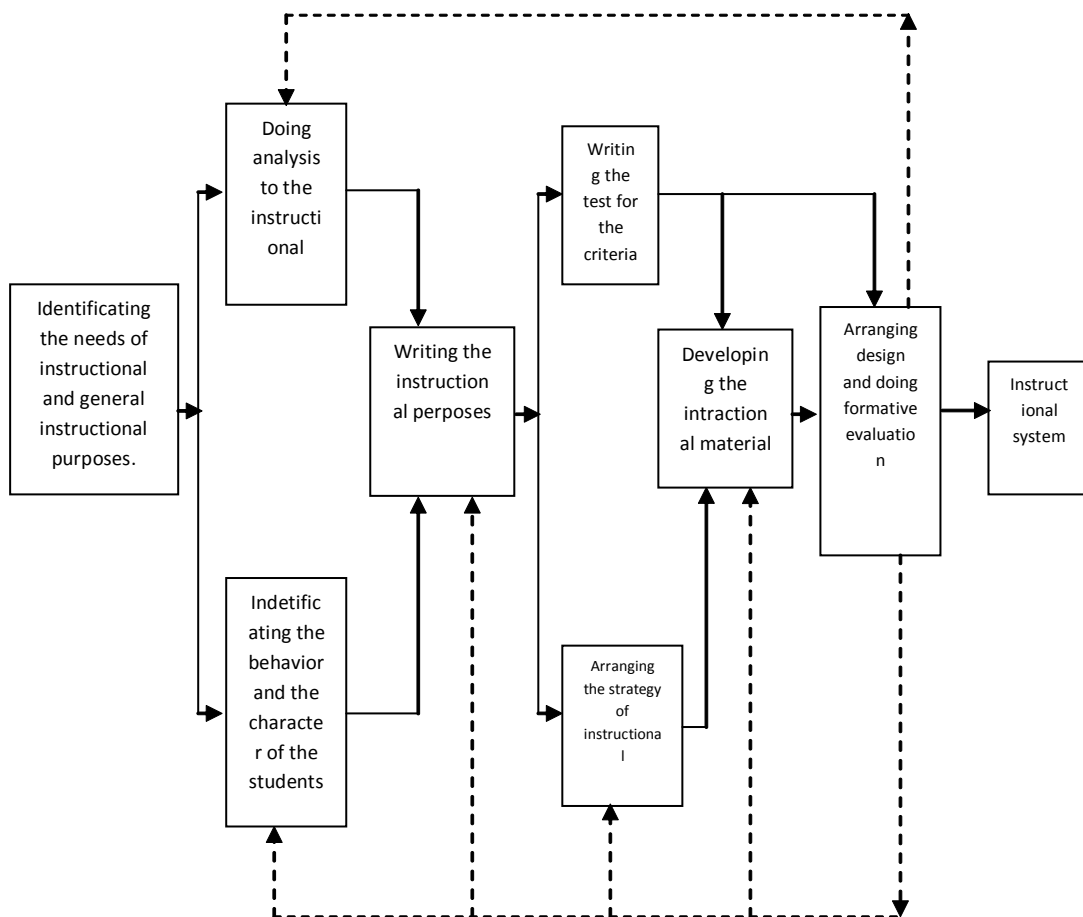 Identificating
the needs of
instructional
and general
instructional
purposes.
Doing
analysis
to the
instructi
onal
Indetific
ating the
behavior
and the
characte
r of the
students
Writing the
instruction
al perposes
Writin
g the
test for
the
criteria
Arranging
the strategy
of
instructiona
l
Developin
g the
intraction
al material
Arranging
design
and doing
formative
evaluatio
n
Instruct
ional
system